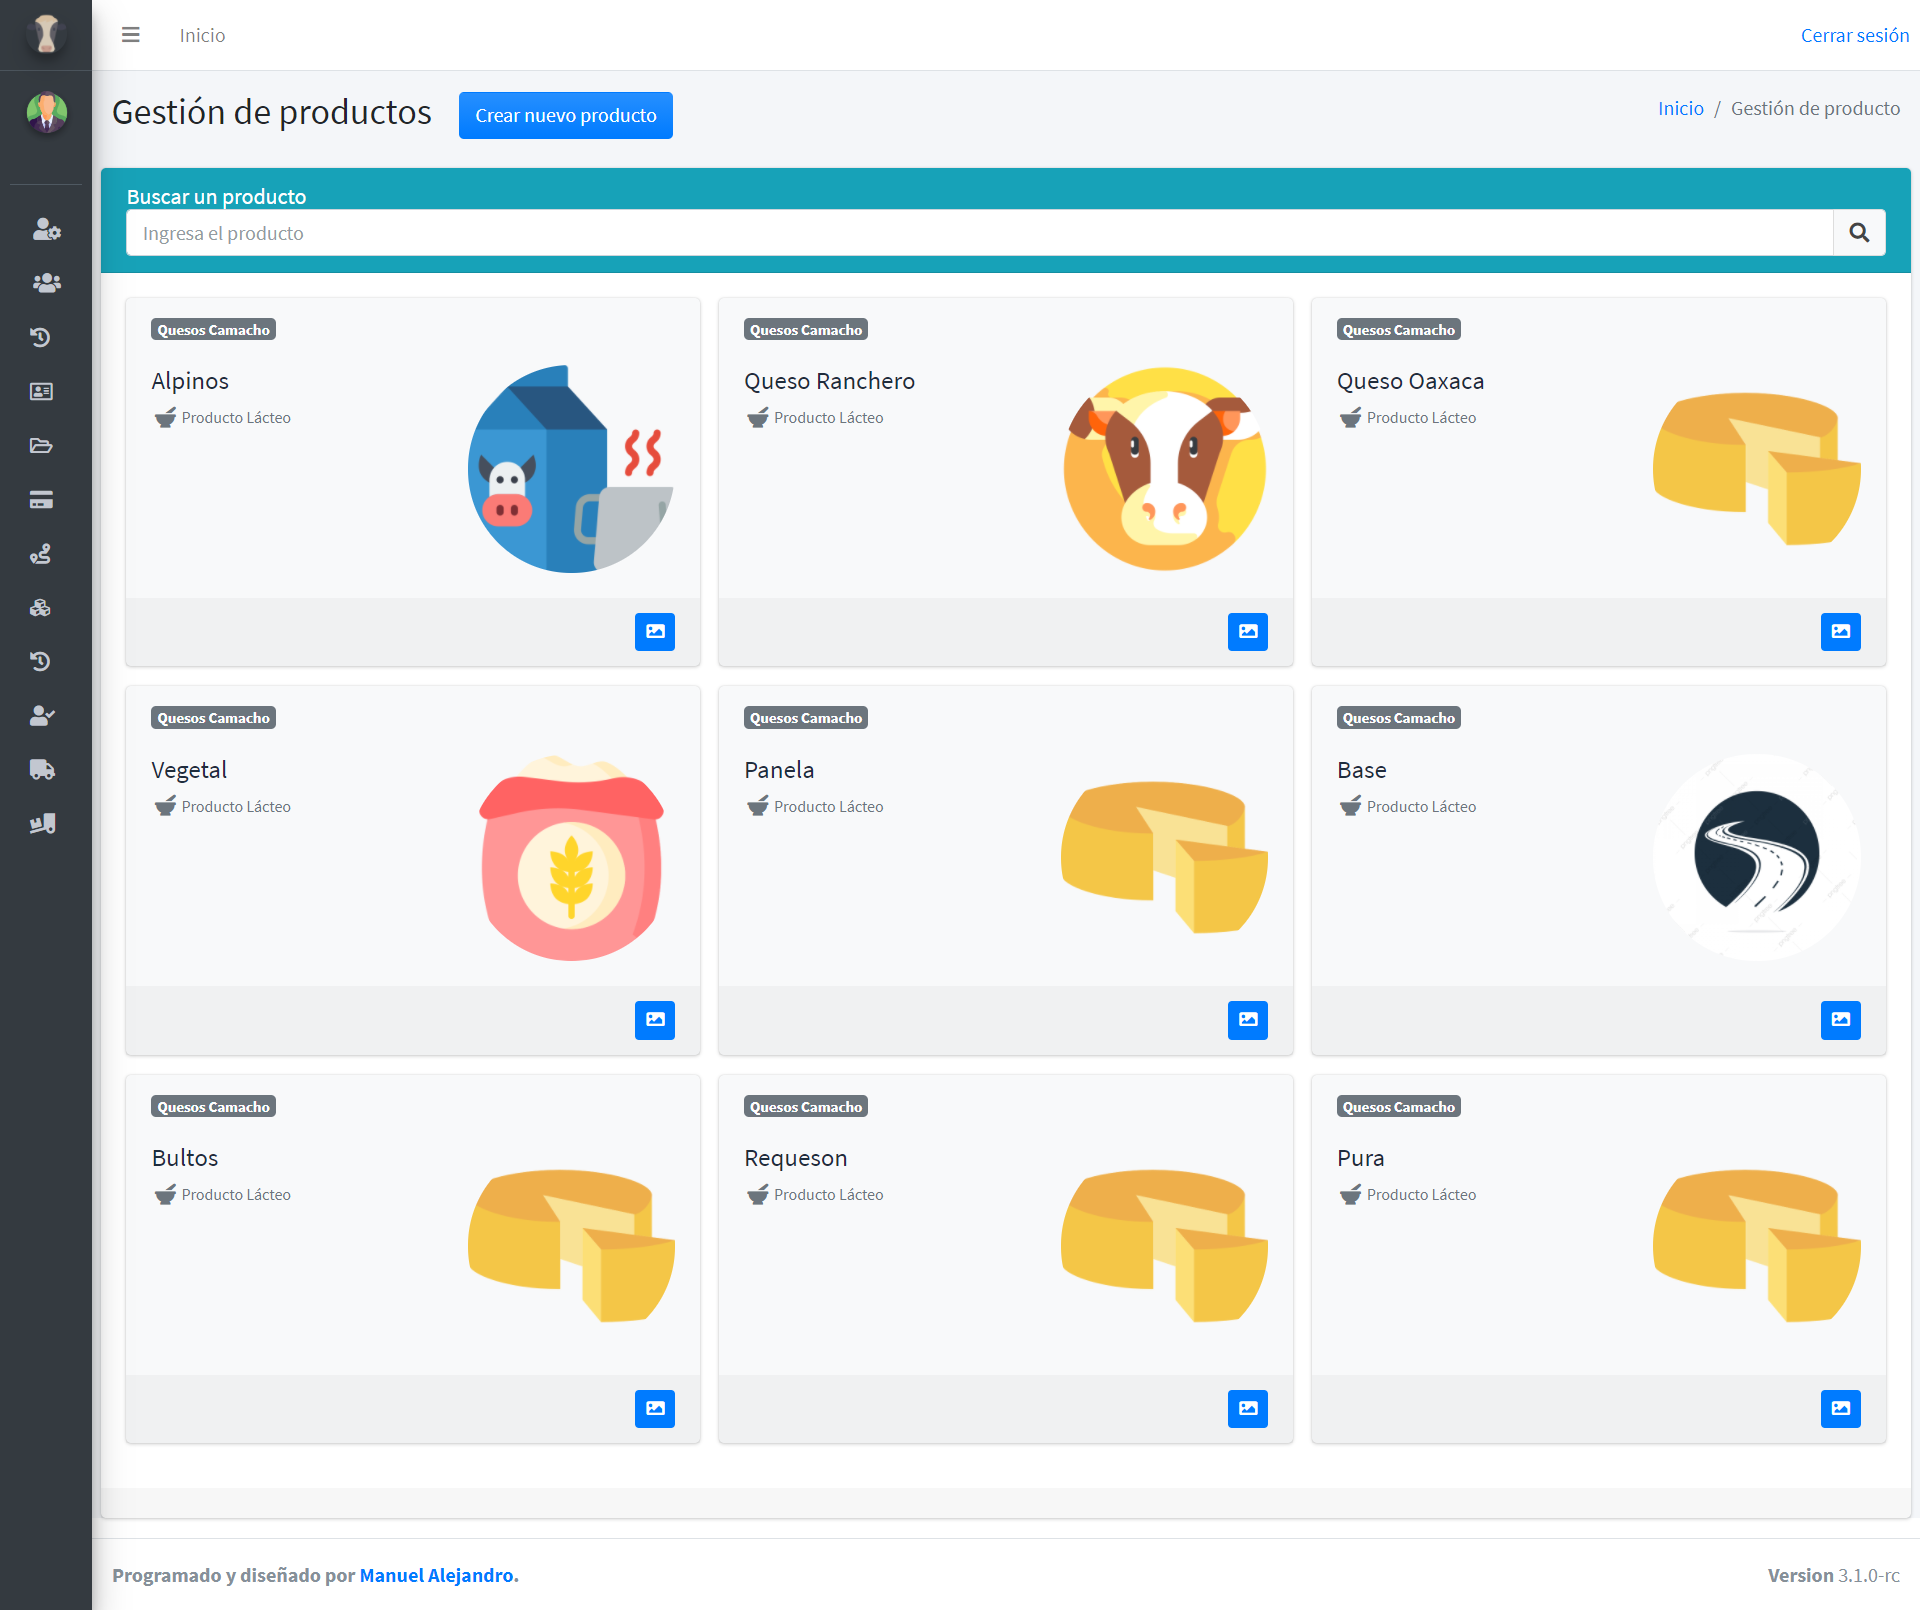 Inicio
Cerrar sesión
Gestión de productos
Crear nuevo producto
Inicio / Gestión de producto
Buscar un producto
Ingresa el producto
Quesos Camacho
Alpinos
Producto Lácteo
Quesos Camacho
Queso Ranchero
Producto Lácteo
Quesos Camacho
Queso Oaxaca
Producto Lácteo
Quesos Camacho
Vegetal
Producto Lácteo
Quesos Camacho
Panela
Producto Lácteo
Quesos Camacho
Base
Producto Lácteo
Quesos Camacho
Bultos
Producto Lácteo
Quesos Camacho
Requeson
Producto Lácteo
Quesos Camacho
Pura
Producto Lácteo
Programado y diseñado por Manuel Alejandro.
Version 3.1.0-rc